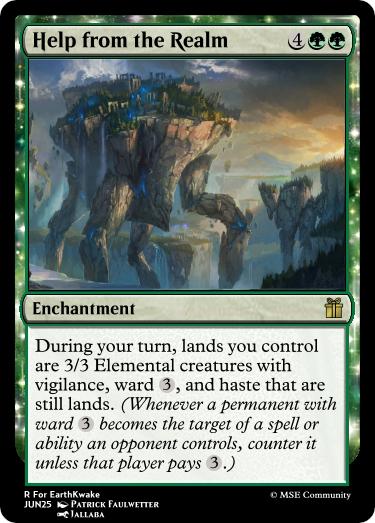 Help from the Realm 4
Enchantment
During your turn, lands you control
are 3/3 Elemental creatures with
vigilance, ward 3, and haste that are
still lands. (Whenever a permanent with
ward 3 becomes the target of a spell or
ability an opponent controls, counter it
unless that player pays 3.)
R For EarthKwake
JUN25 Patrick Faulwetter
Jallaba
© MSE Community